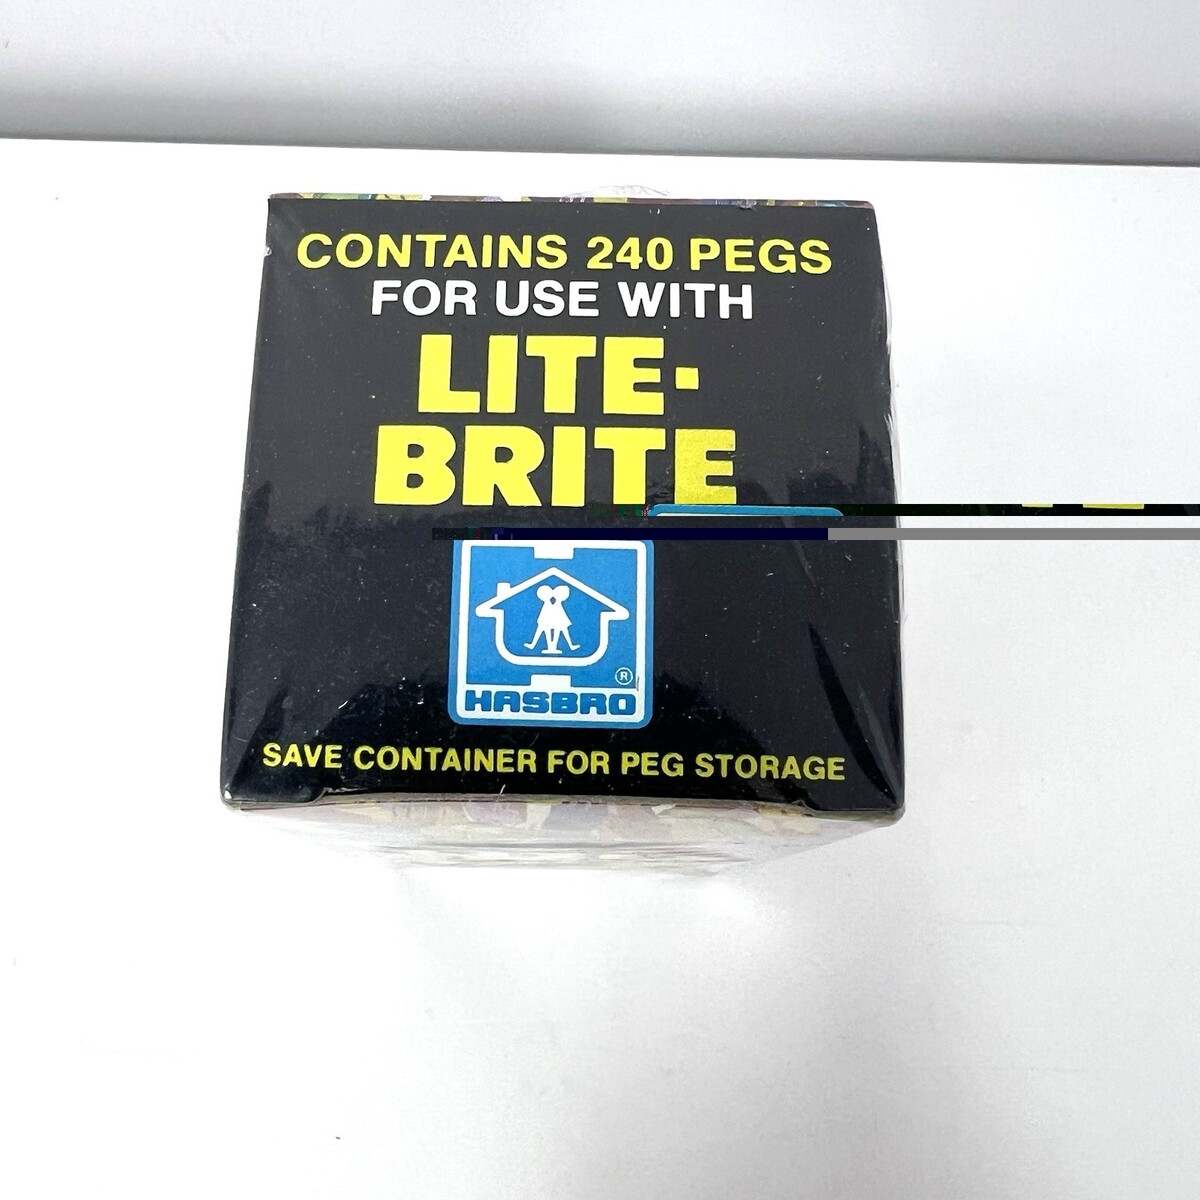 CONTAINS 240 PEGS
FOR USE WITH
LITE-
BRITE
®
HASBRO
SAVE CONTAINER FOR PEG STORAGE